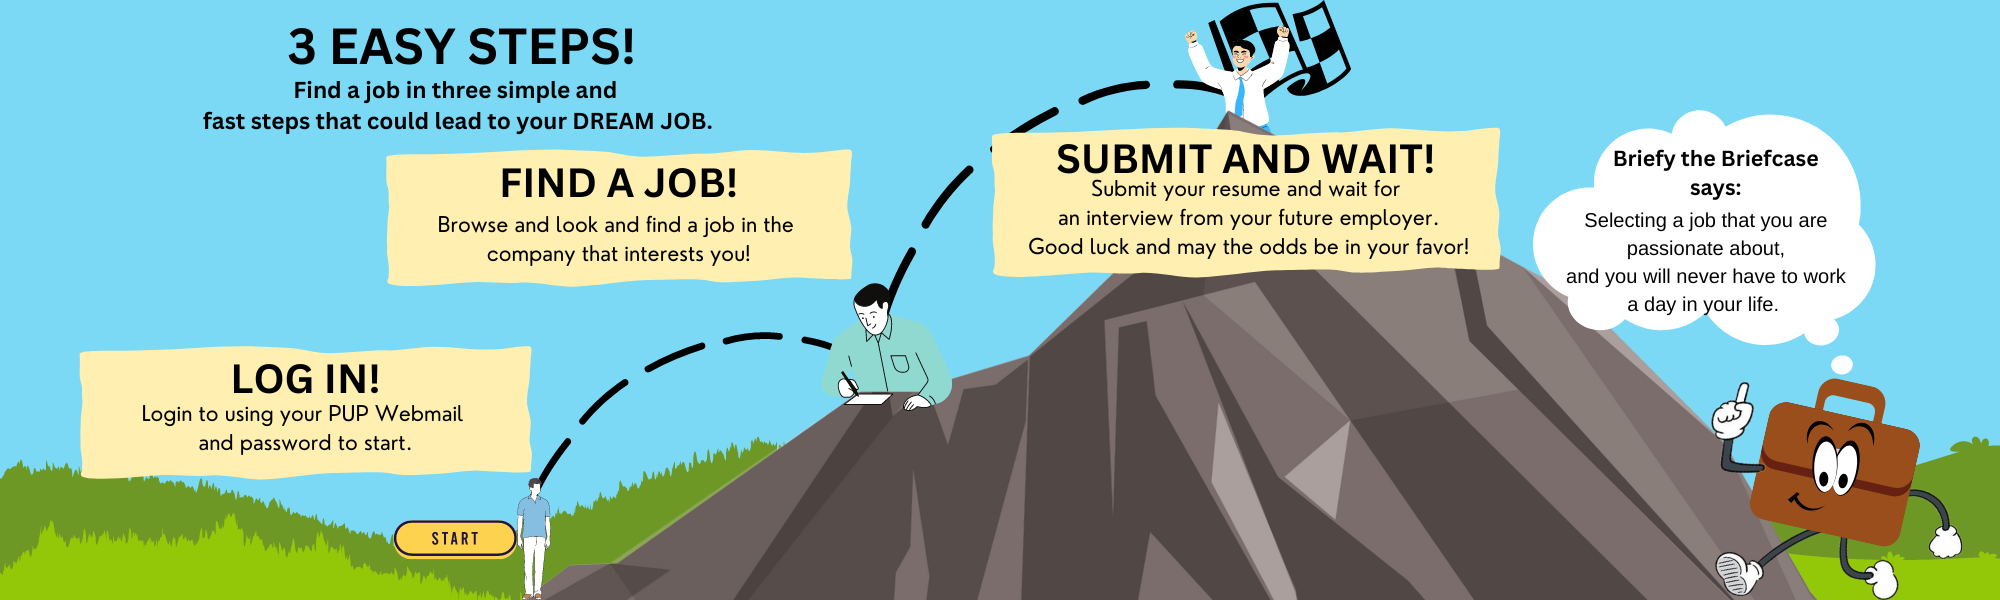 3 EASY STEPS!
Find a job in three simple and
fast steps that could lead to your DREAM JOB.
FIND A JOB!
Browse and look and find a job in the
company that interests you!
LOG IN!
Login to using your PUP Webmail
and password to start.
START
SUBMIT AND WAIT!
Submit your resume and wait for
an interview from your future employer.
Good luck and may the odds be in your favor!
Briefy the Briefcase
says:
Selecting a job that you are
passionate about,
and you will never have to work
a day in your life.